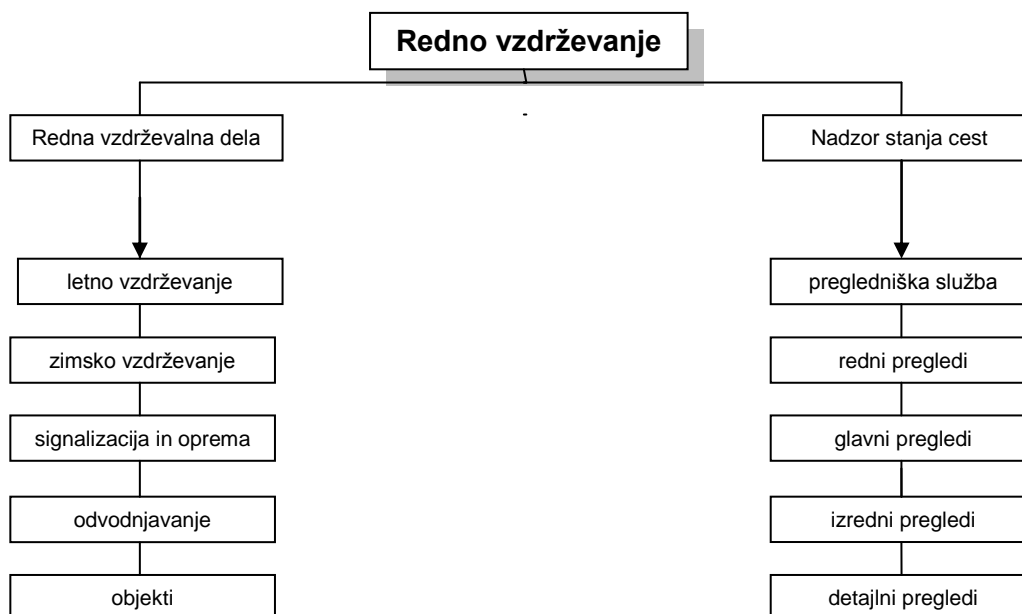 Redno vzdrževanje
-
Redna vzdrževalna dela
letno vzdrževanje
zimsko vzdrževanje
signalizacija in oprema
odvodnjavanje
objekti
Nadzor stanja cest
pregledniška služba
redni pregledi
glavni pregledi
izredni pregledi
detajlni pregledi